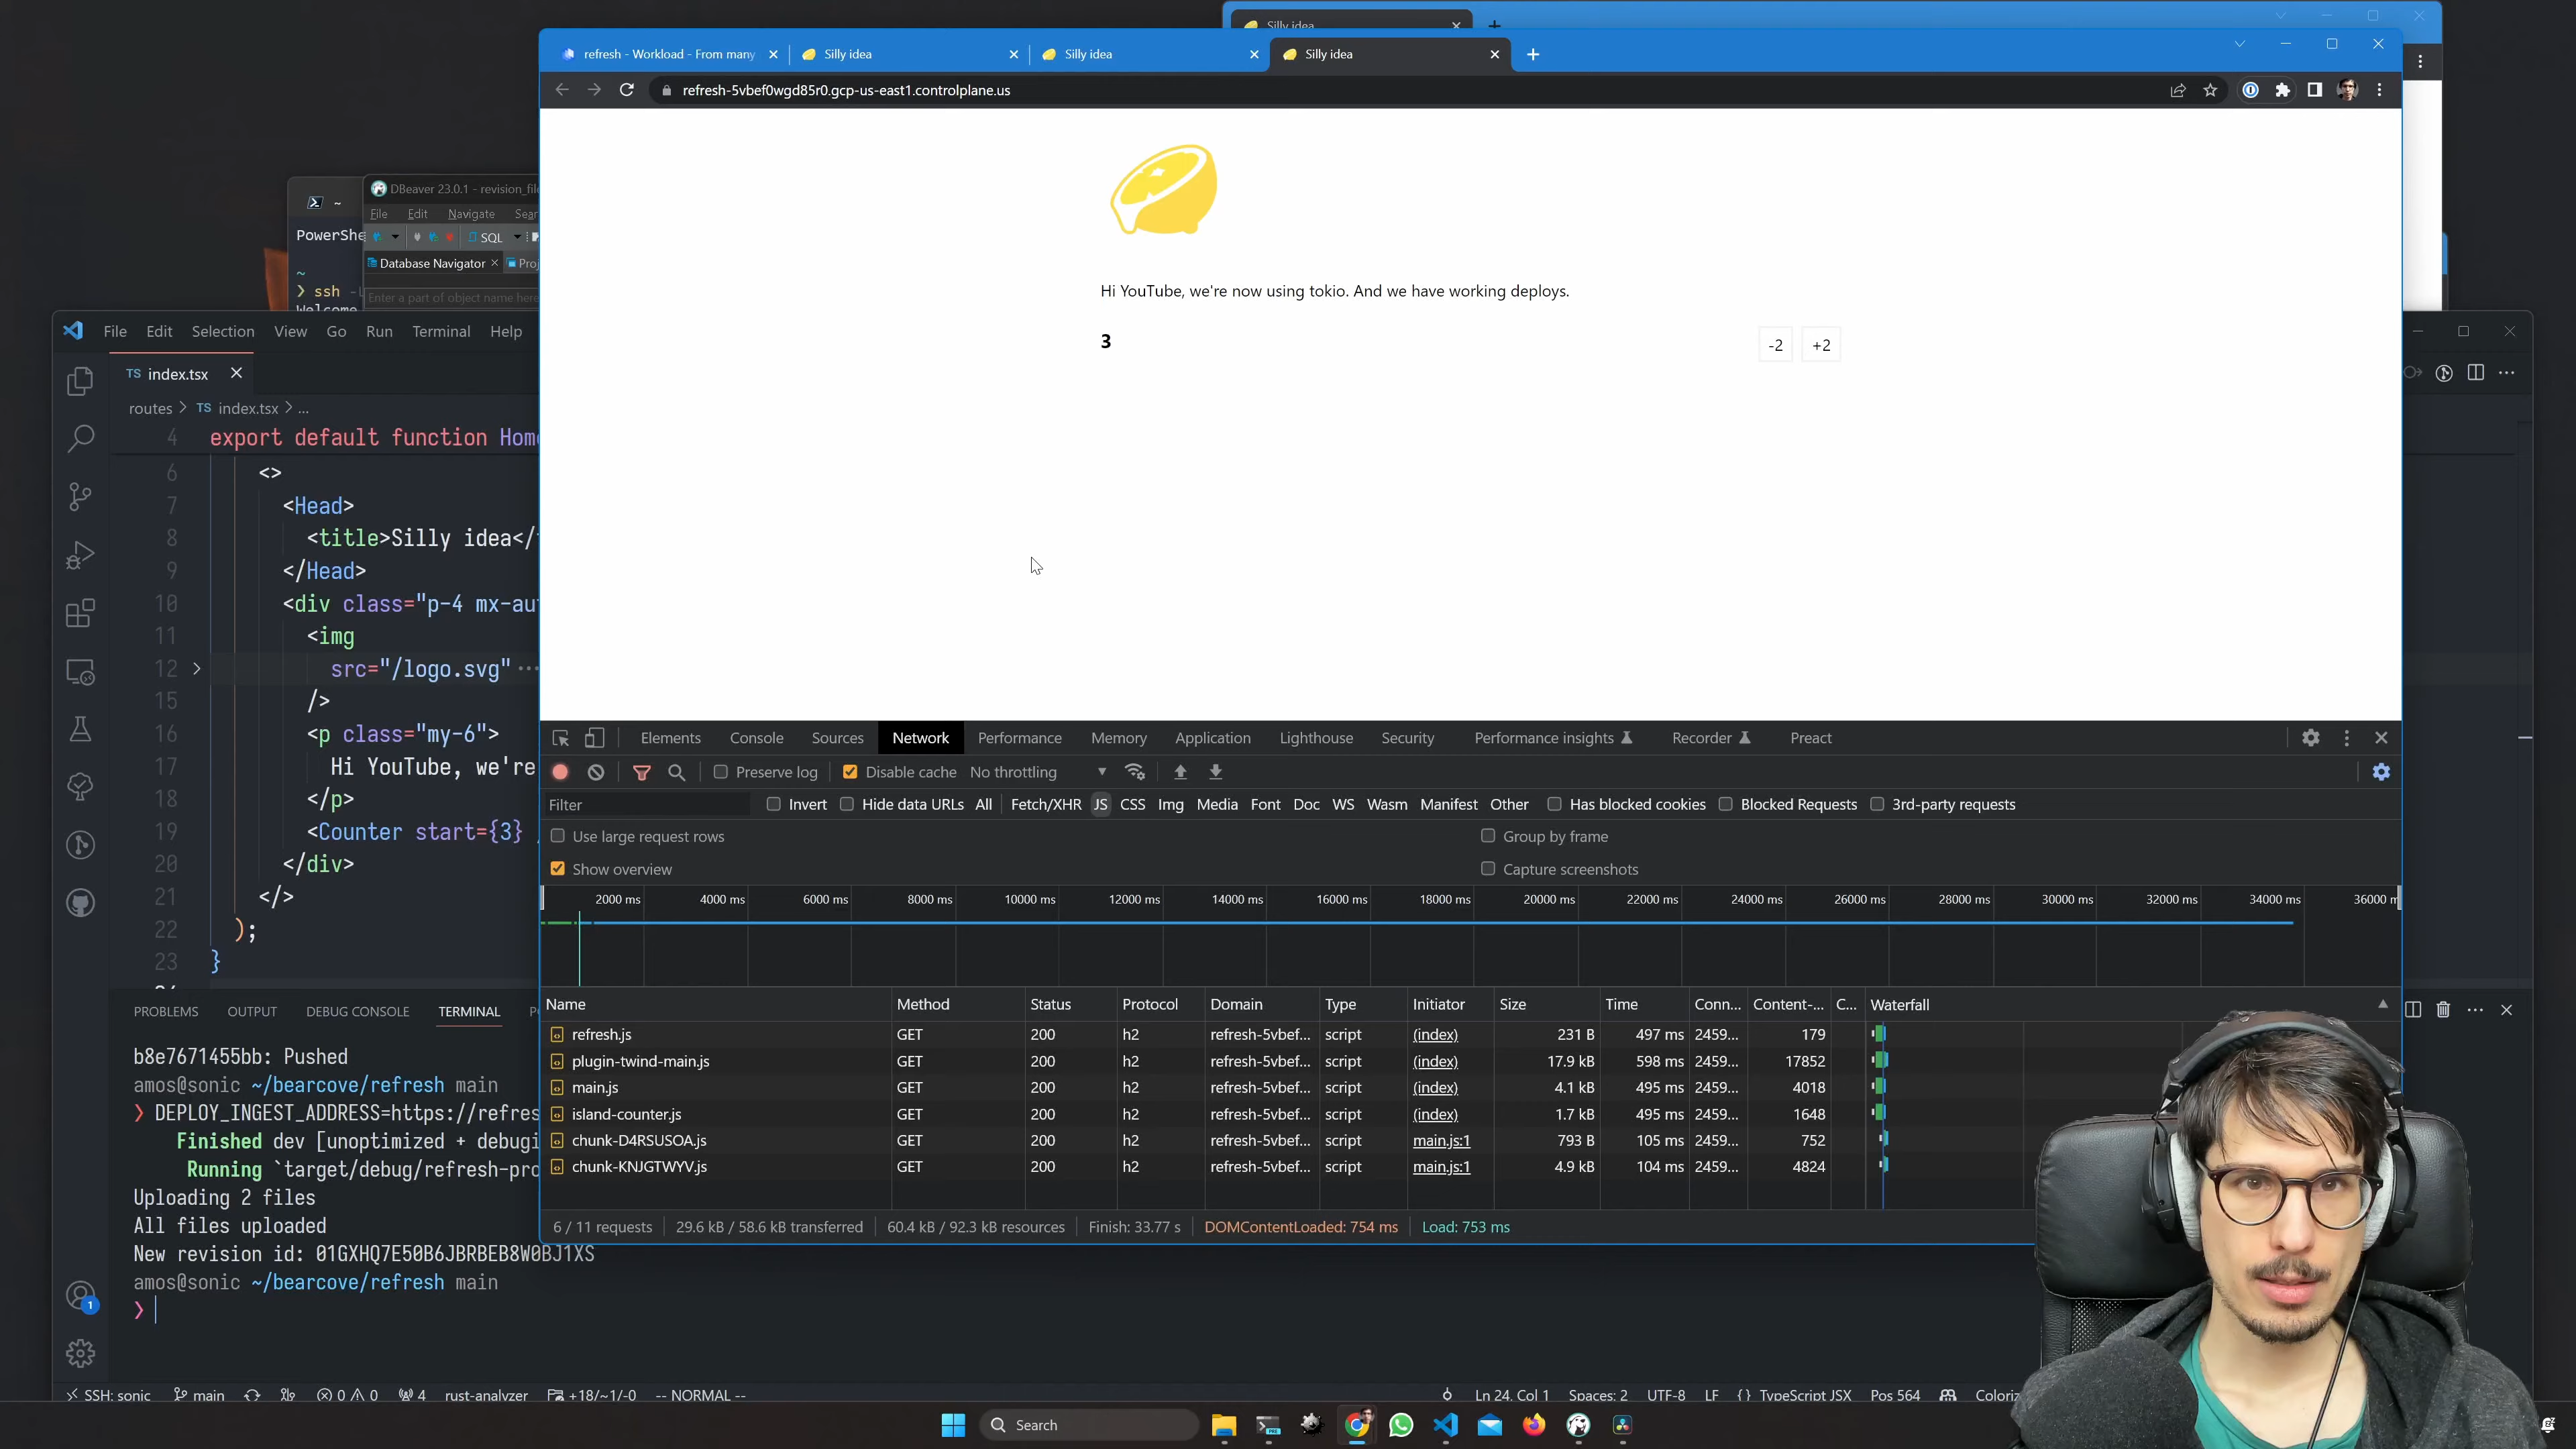 Silly idea
refresh - Workload - From many
Silly idea
Silly idea
Silly idea
refresh-5vbef0wgd85r0.gcp-us-east1.controlplane.us
Hi YouTube, we're now using tokio. And we have working deploys.
3
-2
+2
~
PowerShe
~
❯ ssh
Welcome
DBeaver 23.0.1 - revision_file
File Edit Navigate Sear
SQL
Database Navigator
Enter a part of object name here
File Edit Selection View Go Run Terminal Help
TS index.tsx
routes > TS index.tsx > ...
4 export default function Home
6 <>
7 <Head>
8 <title>Silly idea</
9 </Head>
10 <div class="p-4 mx-au
11 <img
12 src="/logo.svg" ···
15 />
16 <p class="my-6">
17 Hi YouTube, we're
18 </p>
19 <Counter start={3}
20 </div>
21 </>
22 );
23 }
PROBLEMS OUTPUT DEBUG CONSOLE TERMINAL
b8e7671455bb: Pushed
amos@sonic ~/bearcove/refresh main
❯ DEPLOY_INGEST_ADDRESS=https://refres
Finished dev [unoptimized + debugi
Running `target/debug/refresh-pro
Uploading 2 files
All files uploaded
New revision id: 01GXHQ7E50B6JBRBEB8W0BJ1XS
amos@sonic ~/bearcove/refresh main
❯
Elements Console Sources Network Performance Memory Application Lighthouse Security Performance insights Recorder Preact
Preserve log Disable cache No throttling
Filter Invert Hide data URLs All Fetch/XHR JS CSS Img Media Font Doc WS Wasm Manifest Other Has blocked cookies Blocked Requests 3rd-party requests
Use large request rows Group by frame
Show overview Capture screenshots
2000 ms 4000 ms 6000 ms 8000 ms 10000 ms 12000 ms 14000 ms 16000 ms 18000 ms 20000 ms 22000 ms 24000 ms 26000 ms 28000 ms 30000 ms 32000 ms 34000 ms 36000 m
Name Method Status Protocol Domain Type Initiator Size Time Conn... Content-... C... Waterfall
refresh.js GET 200 h2 refresh-5vbef... script (index) 231 B 497 ms 2459... 179
plugin-twind-main.js GET 200 h2 refresh-5vbef... script (index) 17.9 kB 598 ms 2459... 17852
main.js GET 200 h2 refresh-5vbef... script (index) 4.1 kB 495 ms 2459... 4018
island-counter.js GET 200 h2 refresh-5vbef... script (index) 1.7 kB 495 ms 2459... 1648
chunk-D4RSUSOA.js GET 200 h2 refresh-5vbef... script main.js:1 793 B 105 ms 2459... 752
chunk-KNJGTWYV.js GET 200 h2 refresh-5vbef... script main.js:1 4.9 kB 104 ms 2459... 4824
6 / 11 requests 29.6 kB / 58.6 kB transferred 60.4 kB / 92.3 kB resources Finish: 33.77 s DOMContentLoaded: 754 ms Load: 753 ms
1
SSH: sonic main 0 0 4 rust-analyzer +18/~1/-0 -- NORMAL -- Ln 24, Col 1 Spaces: 2 UTF-8 LF {} TypeScript JSX Pos 564 Coloriz
Search